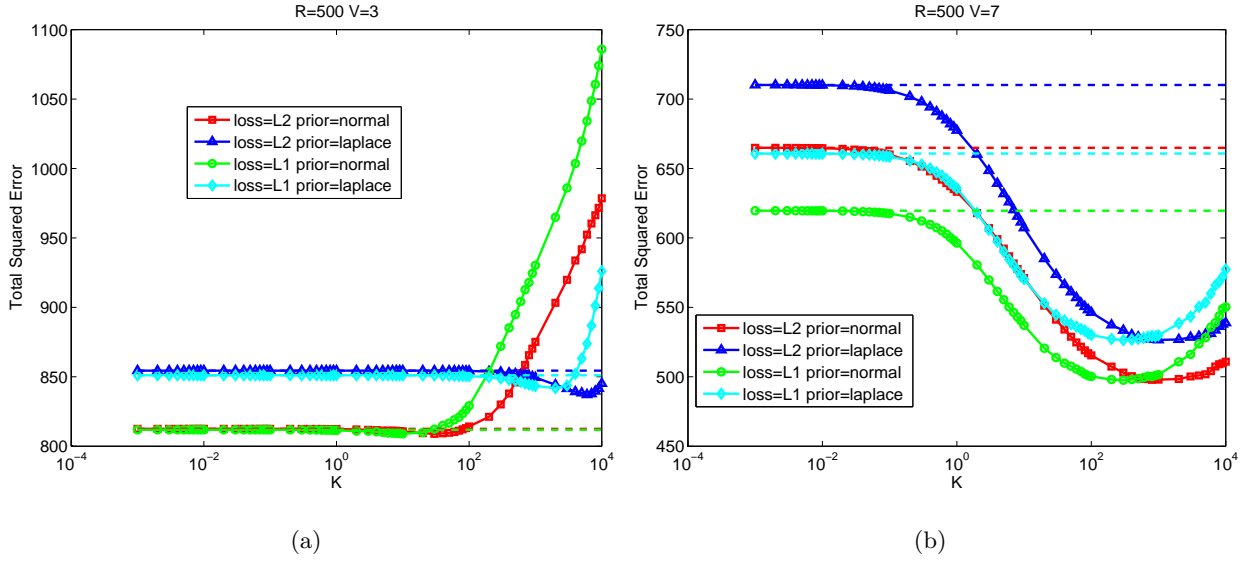 R=500 V=3
1100
1050
1000
950
900
850
800
10^-4
10^-2
10^0
10^2
10^4
K
Total Squared Error
loss=L2 prior=normal
loss=L2 prior=laplace
loss=L1 prior=normal
loss=L1 prior=laplace
(a)
R=500 V=7
750
700
650
600
550
500
450
10^-4
10^-2
10^0
10^2
10^4
K
Total Squared Error
loss=L2 prior=normal
loss=L2 prior=laplace
loss=L1 prior=normal
loss=L1 prior=laplace
(b)